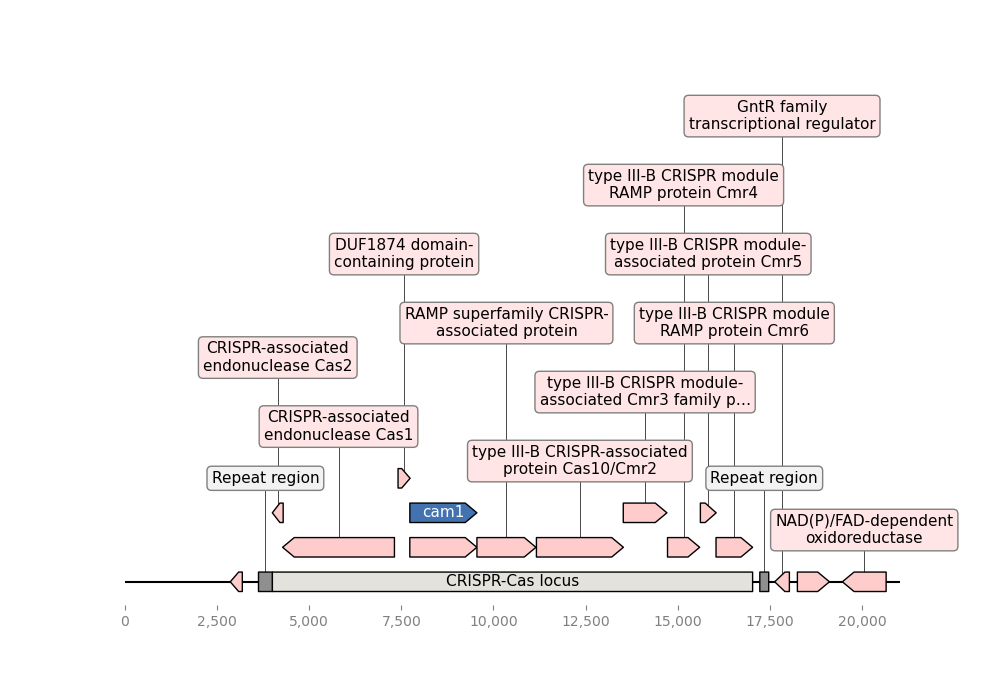 GntR family
transcriptional regulator
type III-B CRISPR module
RAMP protein Cmr4
DUF1874 domain-
containing protein
type III-B CRISPR module-
associated protein Cmr5
RAMP superfamily CRISPR-
associated protein
type III-B CRISPR module
RAMP protein Cmr6
CRISPR-associated
endonuclease Cas2
type III-B CRISPR module-
associated Cmr3 family p...
CRISPR-associated
endonuclease Cas1
type III-B CRISPR-associated
protein Cas10/Cmr2
Repeat region
Repeat region
cam1
NAD(P)/FAD-dependent
oxidoreductase
CRISPR-Cas locus
0 2,500 5,000 7,500 10,000 12,500 15,000 17,500 20,000